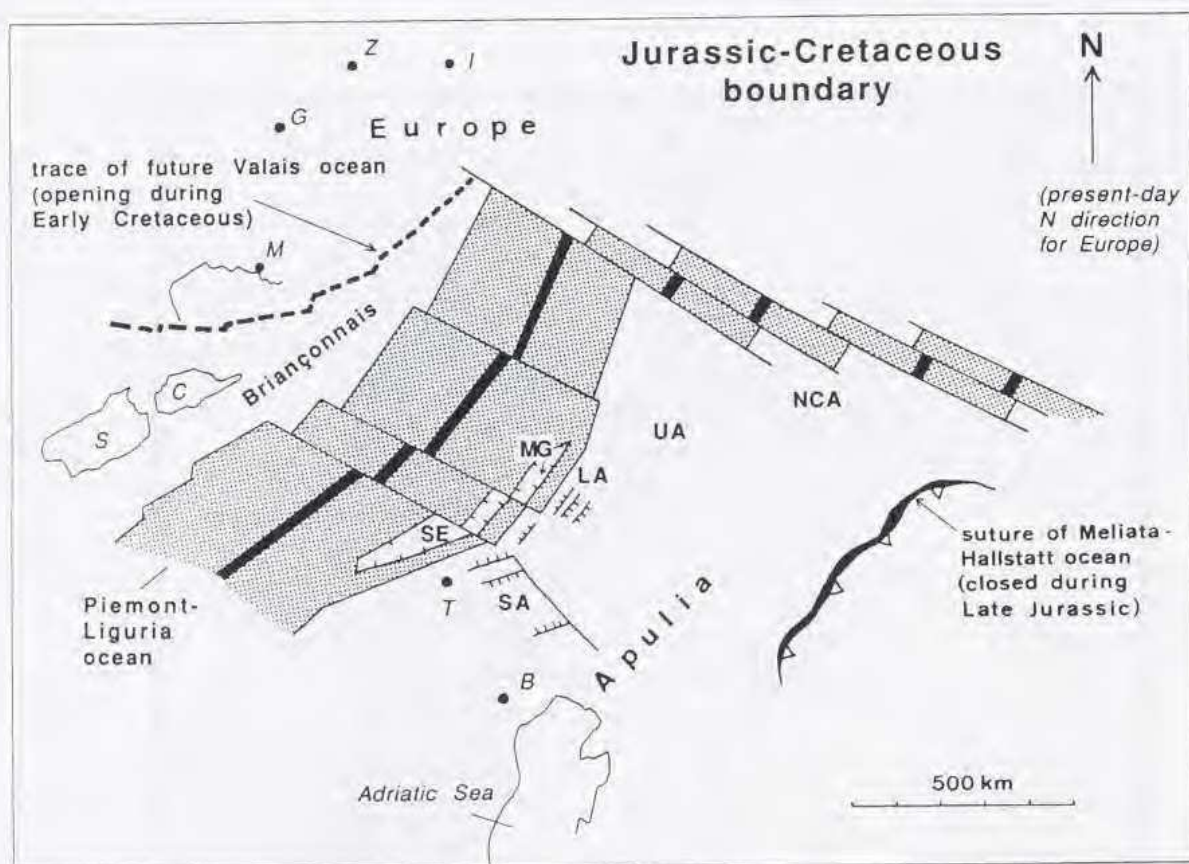 Jurassic-Cretaceous
boundary
N
(present-day
N direction
for Europe)
Z
I
G
Europe
trace of future Valais ocean
(opening during
Early Cretaceous)
M
Briançonnais
C
S
NCA
UA
MG
LA
SE
T
SA
Piemont-
Liguria
ocean
suture of Meliata-
Hallstatt ocean
(closed during
Late Jurassic)
Apulia
B
Adriatic Sea
500 km